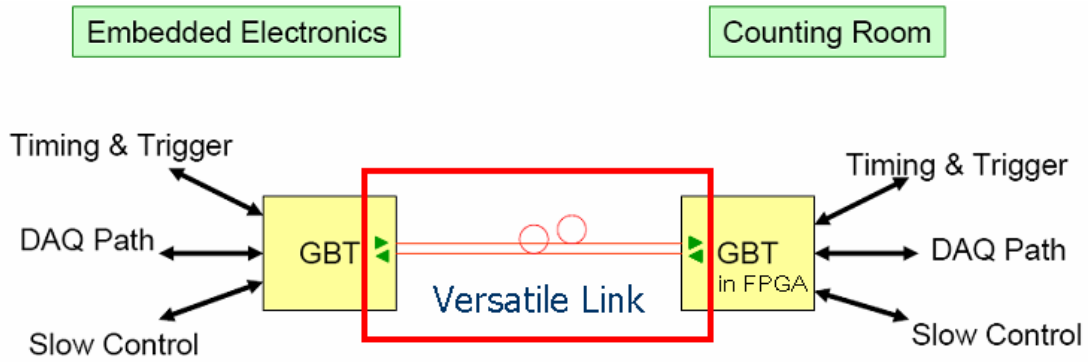 Embedded Electronics
Counting Room
Timing & Trigger
DAQ Path
Slow Control
GBT
Versatile Link
GBT
in FPGA
Timing & Trigger
DAQ Path
Slow Control